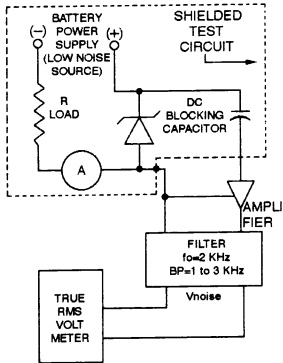 BATTERY
POWER
SUPPLY
(LOW NOISE
SOURCE)
(-)
(+)
SHIELDED
TEST
CIRCUIT
R
LOAD
DC
BLOCKING
CAPACITOR
A
AMPLI
FIER
FILTER
fo=2 KHz
BP=1 to 3 KHz
Vnoise
TRUE
RMS
VOLT
METER